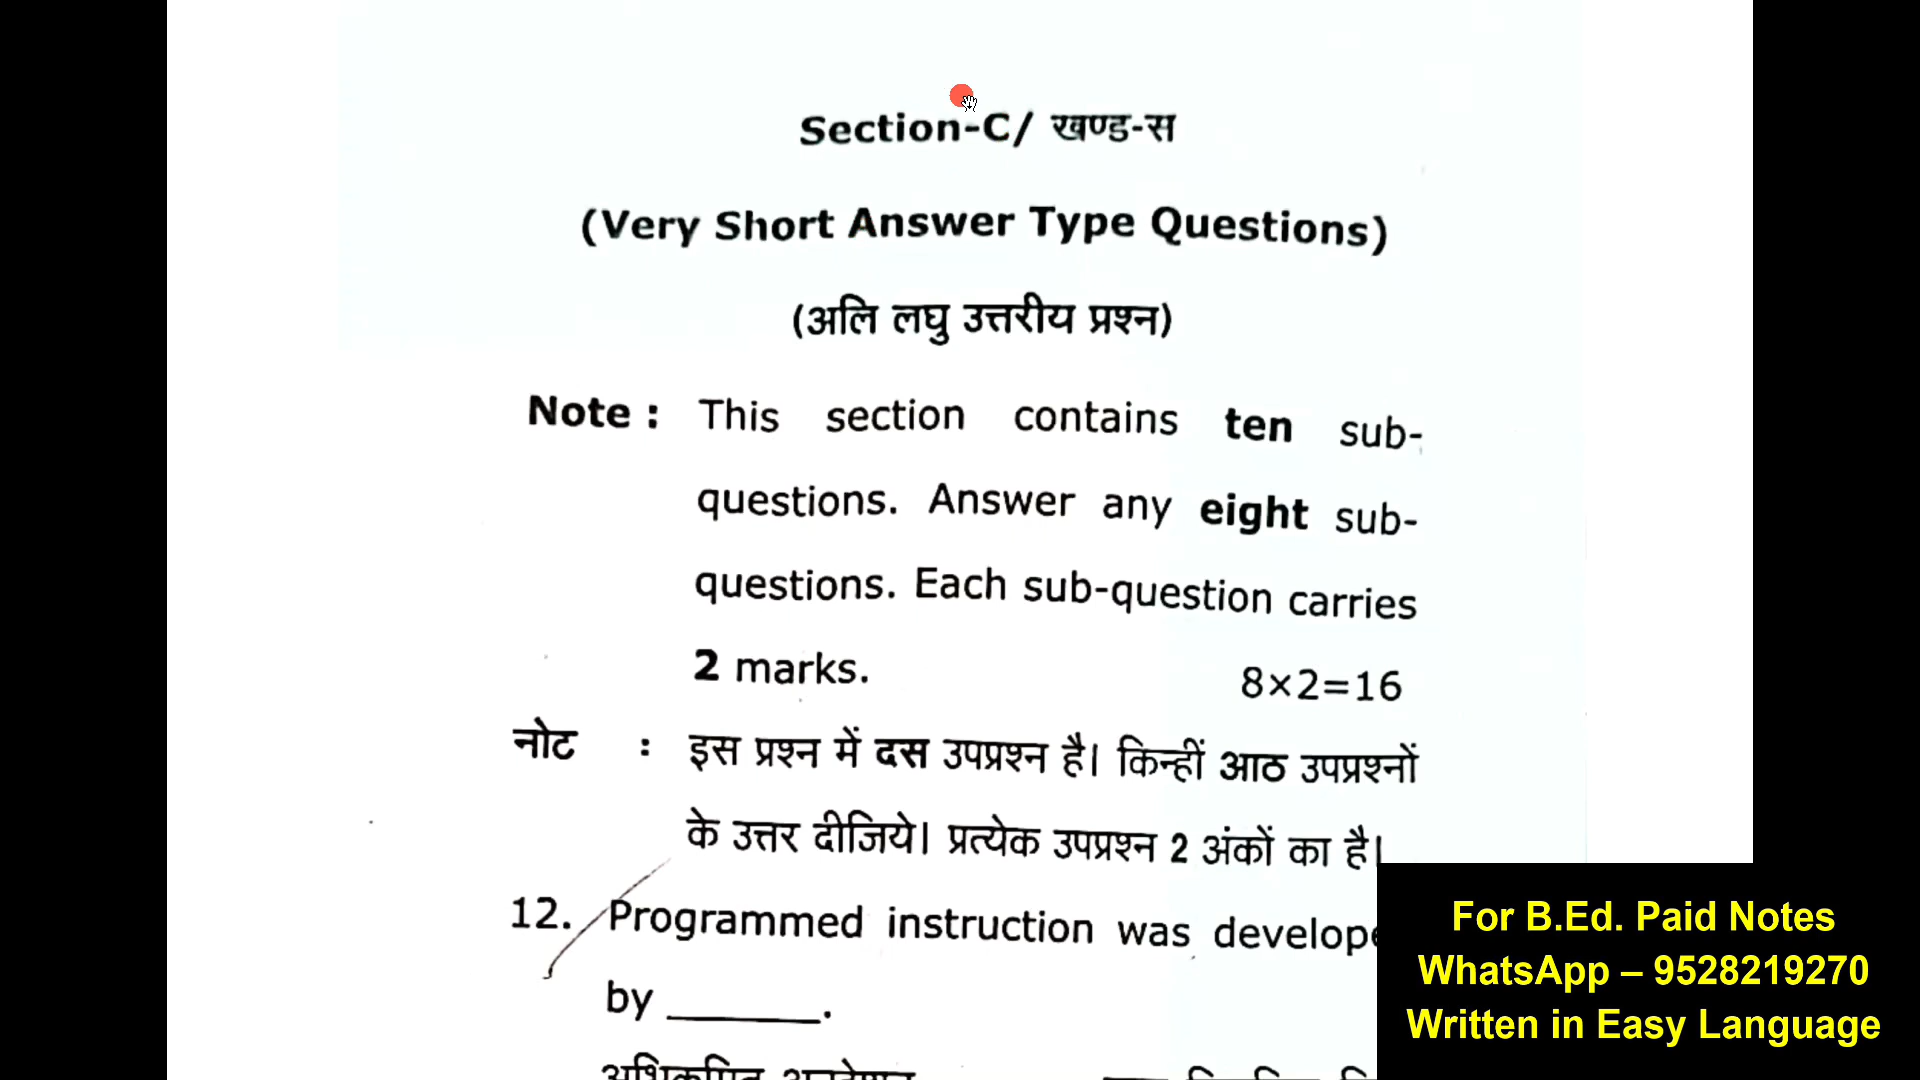 Section-C/ खण्ड-स
(Very Short Answer Type Questions)
(अलि लघु उत्तरीय प्रश्न)
Note : This section contains ten sub-
questions. Answer any eight sub-
questions. Each sub-question carries
2 marks. 8×2=16
नोट : इस प्रश्न में दस उपप्रश्न है। किन्हीं आठ उपप्रश्नों
के उत्तर दीजिये। प्रत्येक उपप्रश्न 2 अंकों का है।
12. Programmed instruction was develope
by ______.
For B.Ed. Paid Notes
WhatsApp – 9528219270
Written in Easy Language